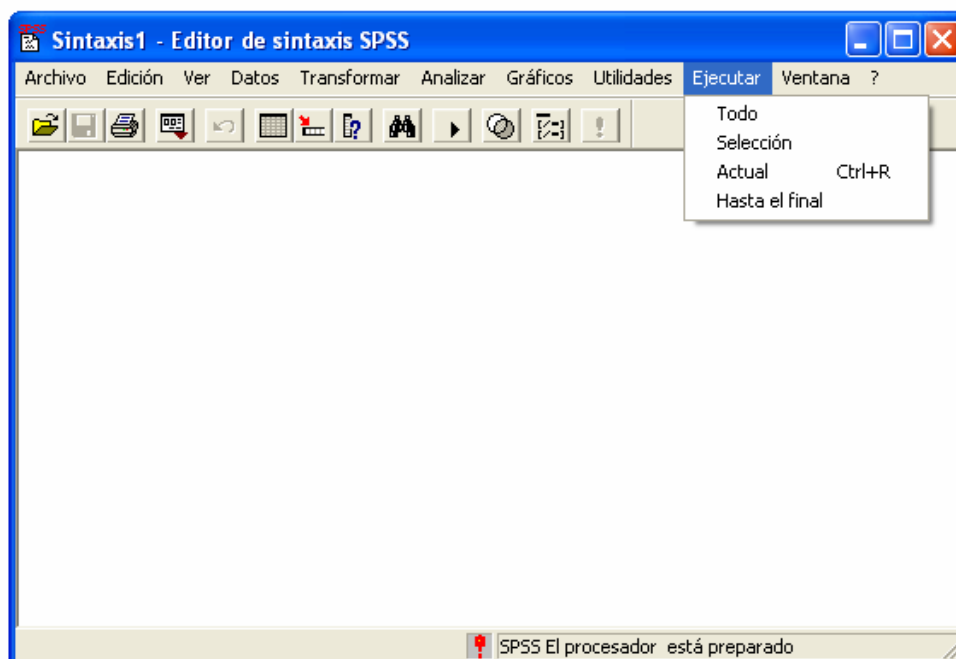 SPSS
Sintaxis1 - Editor de sintaxis SPSS
Archivo Edición Ver Datos Transformar Analizar Gráficos Utilidades Ejecutar Ventana ?
Todo
Selección
Actual Ctrl+R
Hasta el final
SPSS El procesador está preparado